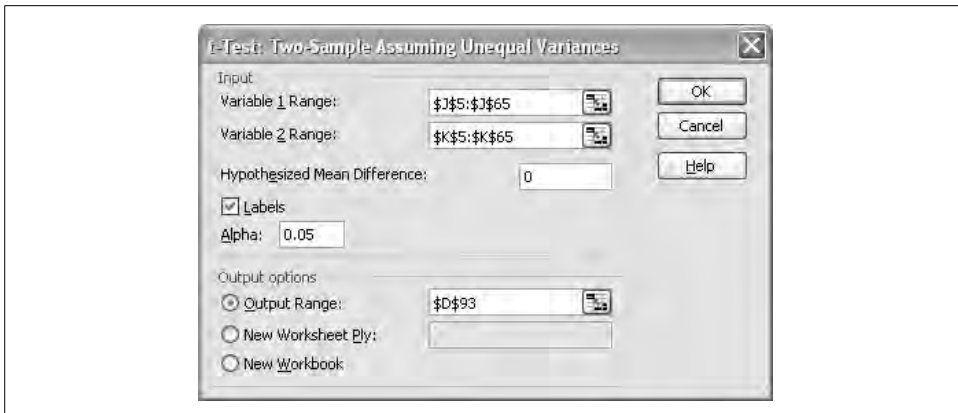 t-Test: Two-Sample Assuming Unequal Variances
Input
Variable 1 Range:
$J$5:$J$65
Variable 2 Range:
$K$5:$K$65
Hypothesized Mean Difference:
0
Labels
Alpha:
0.05
Output options
Output Range:
$D$93
New Worksheet Ply:
New Workbook
OK
Cancel
Help